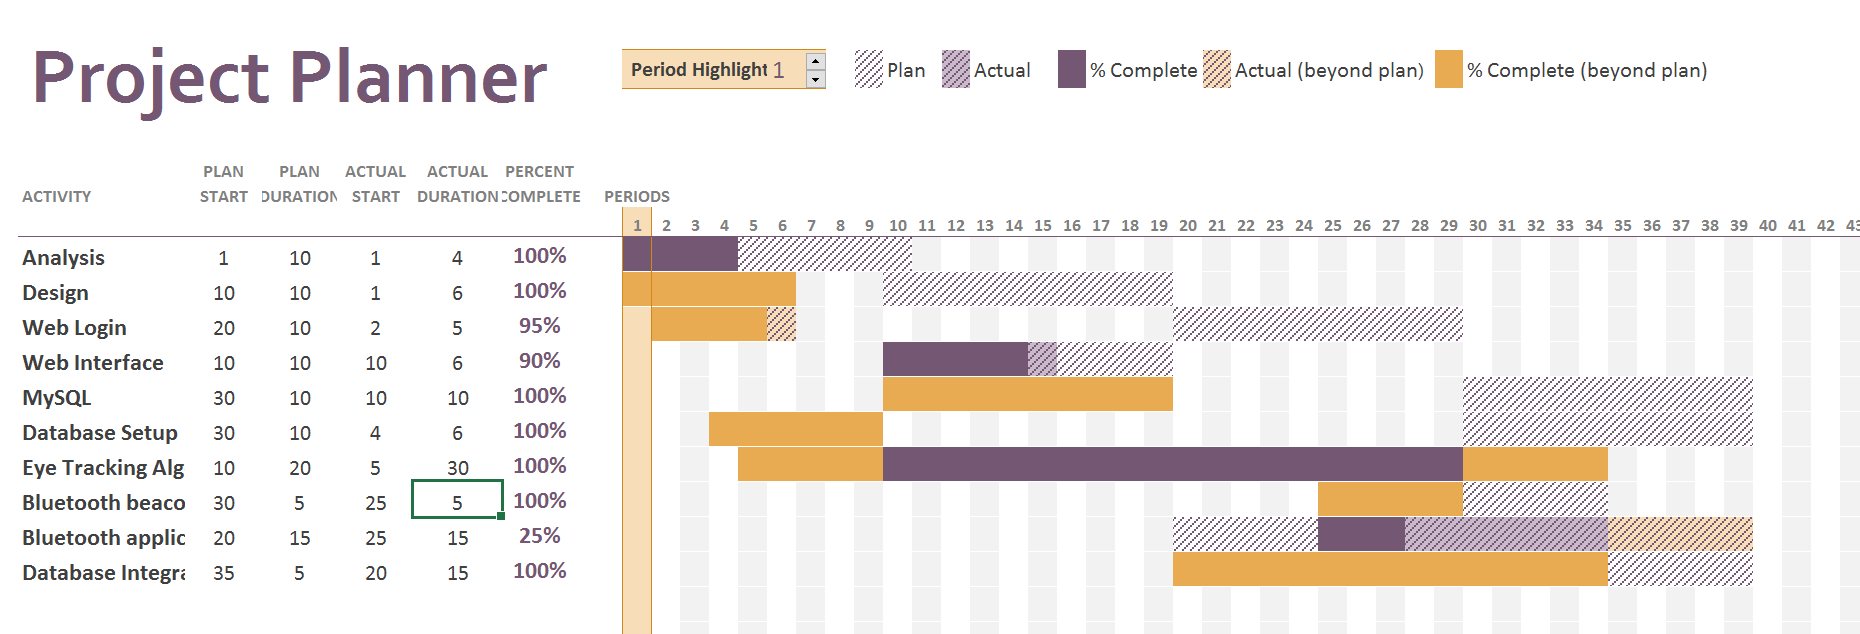 Project Planner
Period Highlight 1
Plan
Actual
% Complete
Actual (beyond plan)
% Complete (beyond plan)
ACTIVITY PLAN START PLAN DURATION ACTUAL START ACTUAL DURATION PERCENT COMPLETE PERIODS
1 2 3 4 5 6 7 8 9 10 11 12 13 14 15 16 17 18 19 20 21 22 23 24 25 26 27 28 29 30 31 32 33 34 35 36 37 38 39 40 41 42 43
Analysis 1 10 1 4 100%
Design 10 10 1 6 100%
Web Login 20 10 2 5 95%
Web Interface 10 10 10 6 90%
MySQL 30 10 10 10 100%
Database Setup 30 10 4 6 100%
Eye Tracking Alg 10 20 5 30 100%
Bluetooth beaco 30 5 25 5 100%
Bluetooth applic 20 15 25 15 25%
Database Integra 35 5 20 15 100%